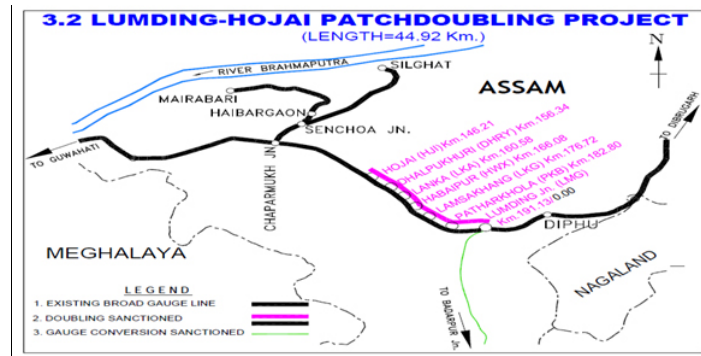 3.2 LUMDING-HOJAI PATCHDOUBLING PROJECT
(LENGTH=44.92 Km.)
N
RIVER BRAHMAPUTRA
SILGHAT
MAIRABARI
ASSAM
HAIBARGAON
SENCHOA JN.
TO DIBRUGARH
TO GUWAHATI
CHAPARMUKH JN.
HOJAI (HJI) Km.146.21
DHALPUKHURI (DHRY) Km.156.34
LANKA (LKA) Km.160.58
HABAIPUR (HWX) Km.166.08
LAMSAKHANG (LKG) Km.176.72
PATHARKHOLA (PKB) Km.182.80
LUMDING Jn. (LMG)
Km.191.13/0.00
DIPHU
MEGHALAYA
NAGALAND
TO BADARPUR Jn.
LEGEND
1. EXISTING BROAD GAUGE LINE
2. DOUBLING SANCTIONED
3. GAUGE CONVERSION SANCTIONED